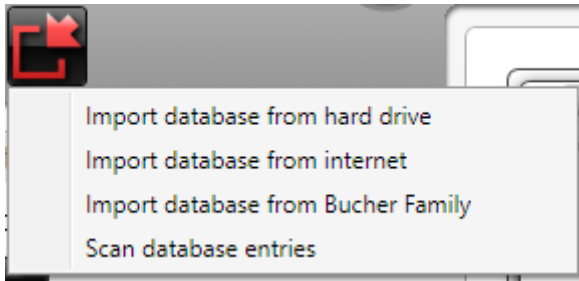 Import database from hard drive
Import database from internet
Import database from Bucher Family
Scan database entries